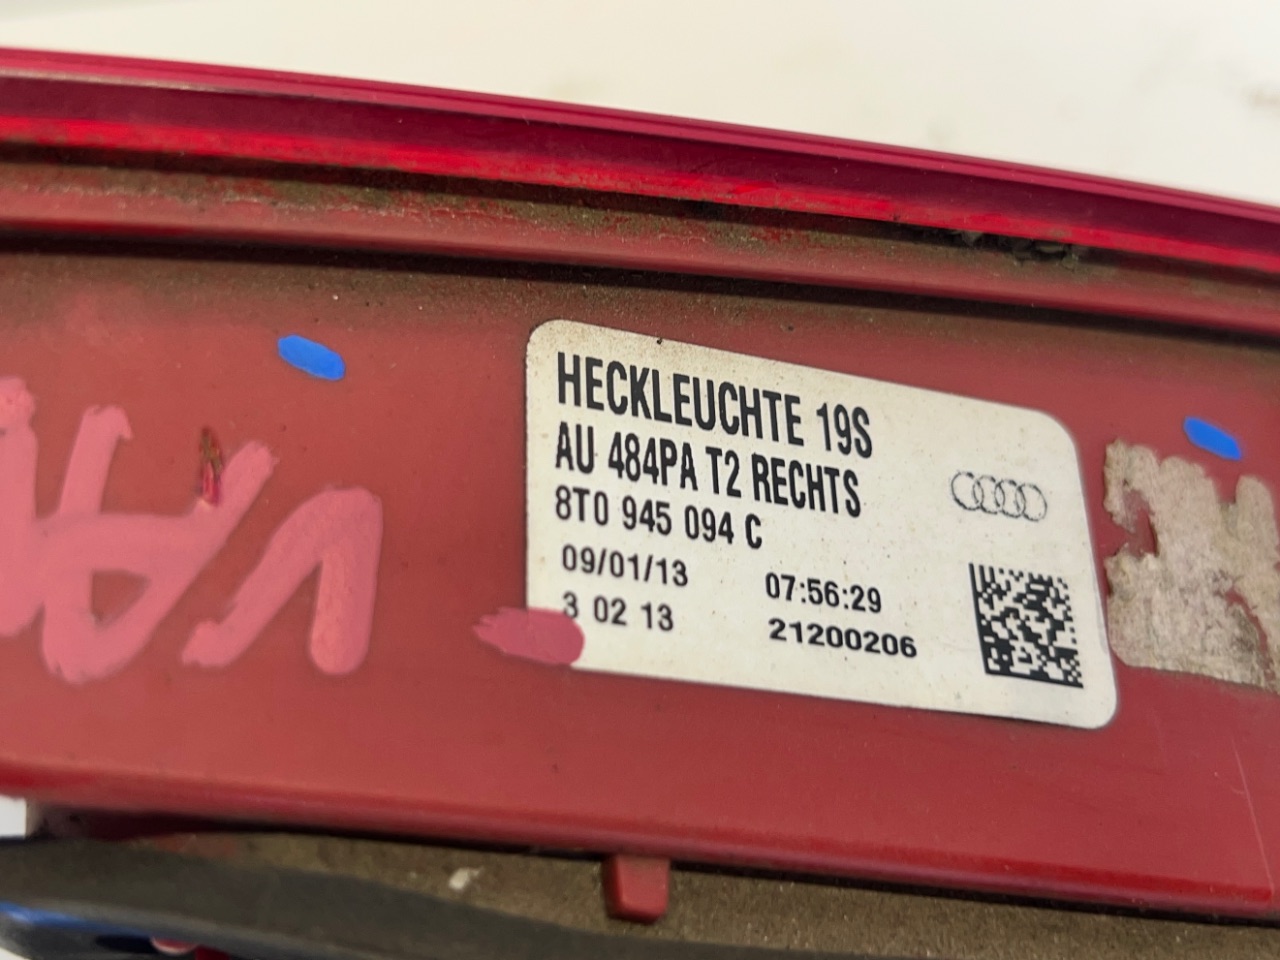 HECKLEUCHTE 19S
AU 484PA T2 RECHTS
8T0 945 094 C
09/01/13 07:56:29
3 02 13 21200206